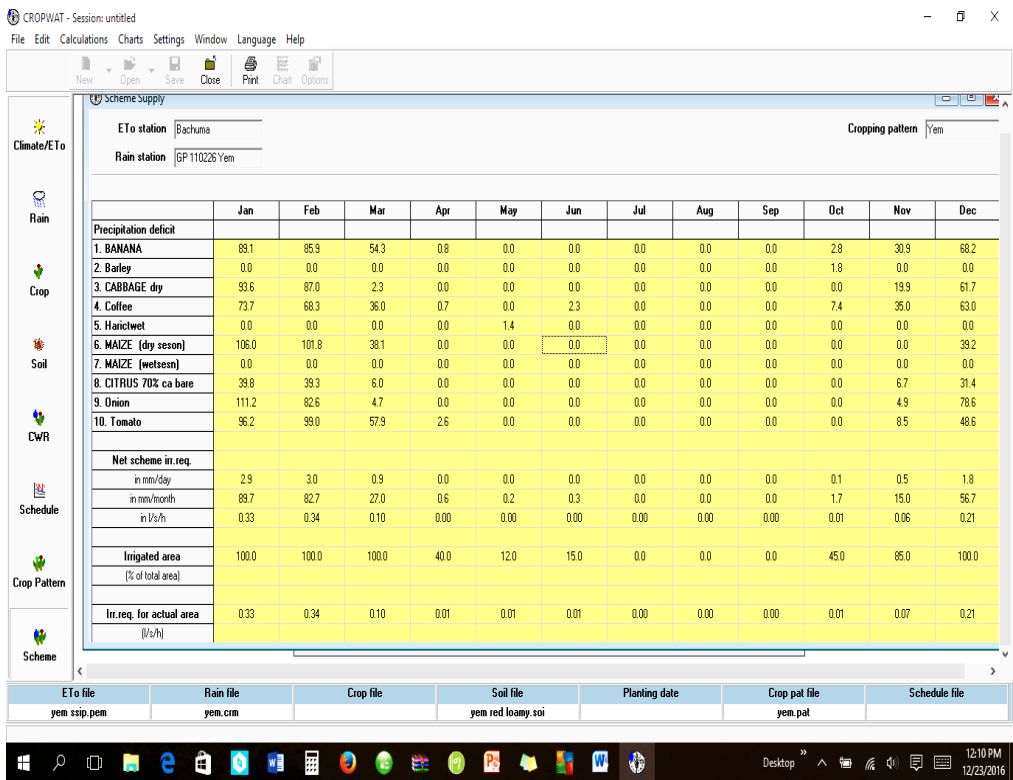 CROPWAT - Session: untitled
File Edit Calculations Charts Settings Window Language Help
New Open Save Close Print Chart Options
Scheme Supply
ETo station Bachuma Cropping pattern Yem
Rain station GP 110226 Yem
Climate/ETo
Rain
Crop
Soil
CWR
Schedule
Crop Pattern
Scheme
Jan Feb Mar Apr May Jun Jul Aug Sep Oct Nov Dec
Precipitation deficit
1. BANANA 89.1 85.9 54.3 0.8 0.0 0.0 0.0 0.0 0.0 2.8 30.9 68.2
2. Barley 0.0 0.0 0.0 0.0 0.0 0.0 0.0 0.0 0.0 1.8 0.0 0.0
3. CABBAGE dry 93.6 87.0 2.3 0.0 0.0 0.0 0.0 0.0 0.0 0.0 19.9 61.7
4. Coffee 73.7 68.3 36.0 0.7 0.0 2.3 0.0 0.0 0.0 7.4 35.0 63.0
5. Harictwet 0.0 0.0 0.0 0.0 1.4 0.0 0.0 0.0 0.0 0.0 0.0 0.0
6. MAIZE (dry seson) 106.0 101.8 38.1 0.0 0.0 0.0 0.0 0.0 0.0 0.0 0.0 39.2
7. MAIZE (wetsesn) 0.0 0.0 0.0 0.0 0.0 0.0 0.0 0.0 0.0 0.0 0.0 0.0
8. CITRUS 70% ca bare 39.8 39.3 6.0 0.0 0.0 0.0 0.0 0.0 0.0 0.0 6.7 31.4
9. Onion 111.2 82.6 4.7 0.0 0.0 0.0 0.0 0.0 0.0 0.0 4.9 78.6
10. Tomato 96.2 99.0 57.9 2.6 0.0 0.0 0.0 0.0 0.0 0.0 8.5 48.6
Net scheme irr.req.
in mm/day 2.9 3.0 0.9 0.0 0.0 0.0 0.0 0.0 0.0 0.1 0.5 1.8
in mm/month 89.7 82.7 27.0 0.6 0.2 0.3 0.0 0.0 0.0 1.7 15.0 56.7
in l/s/h 0.33 0.34 0.10 0.00 0.00 0.00 0.00 0.00 0.00 0.01 0.06 0.21
Irrigated area 100.0 100.0 100.0 40.0 12.0 15.0 0.0 0.0 0.0 45.0 85.0 100.0
(% of total area)
Irr.req. for actual area 0.33 0.34 0.10 0.01 0.01 0.01 0.00 0.00 0.00 0.01 0.07 0.21
(l/s/h)
ETo file Rain file Crop file Soil file Planting date Crop pat file Schedule file
yem ssip.pem yem.crm yem red loamy.soi yem.pat
Desktop 12:10 PM
12/23/2016